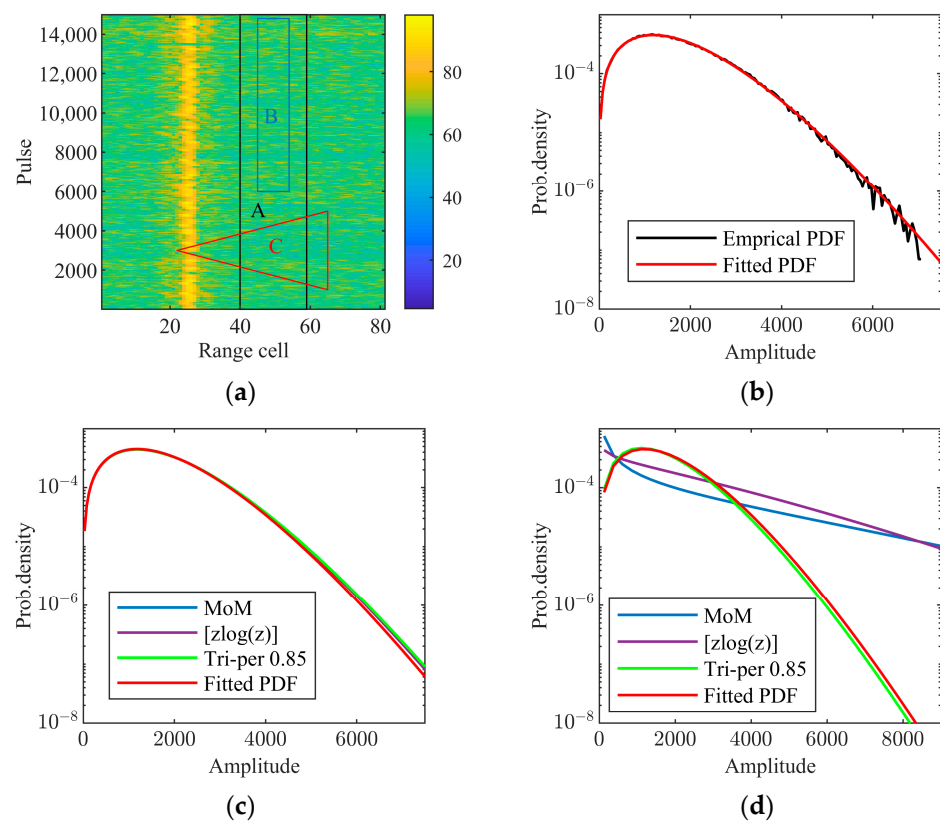 14,000
12,000
10,000
8000
6000
4000
2000
Pulse
B
A
C
20 40 60 80
Range cell
80
60
40
20
(a)
10^-4
10^-6
10^-8
Prob.density
Emprical PDF
Fitted PDF
0 2000 4000 6000
Amplitude
(b)
10^-4
10^-6
10^-8
Prob.density
MoM
[zlog(z)]
Tri-per 0.85
Fitted PDF
0 2000 4000 6000
Amplitude
(c)
10^-4
10^-6
10^-8
Prob.density
MoM
[zlog(z)]
Tri-per 0.85
Fitted PDF
0 2000 4000 6000 8000
Amplitude
(d)